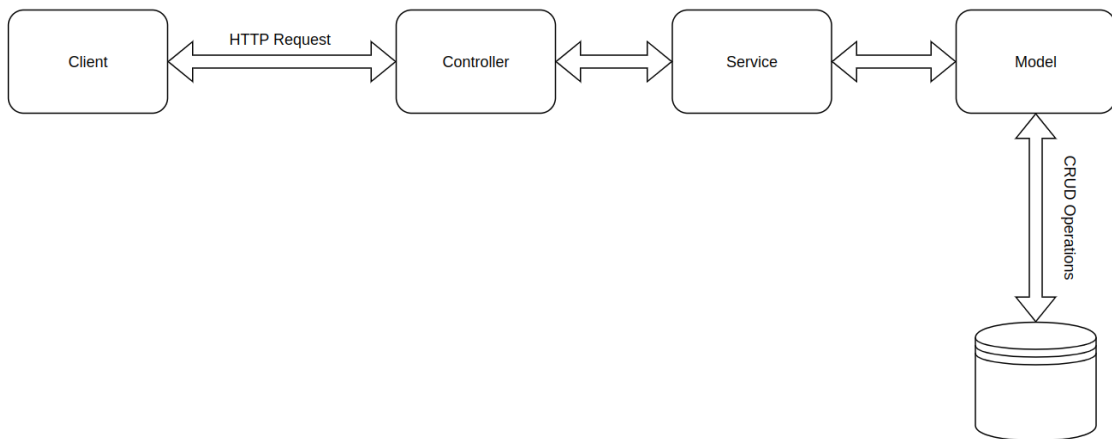 Client
HTTP Request
Controller
Service
Model
CRUD Operations